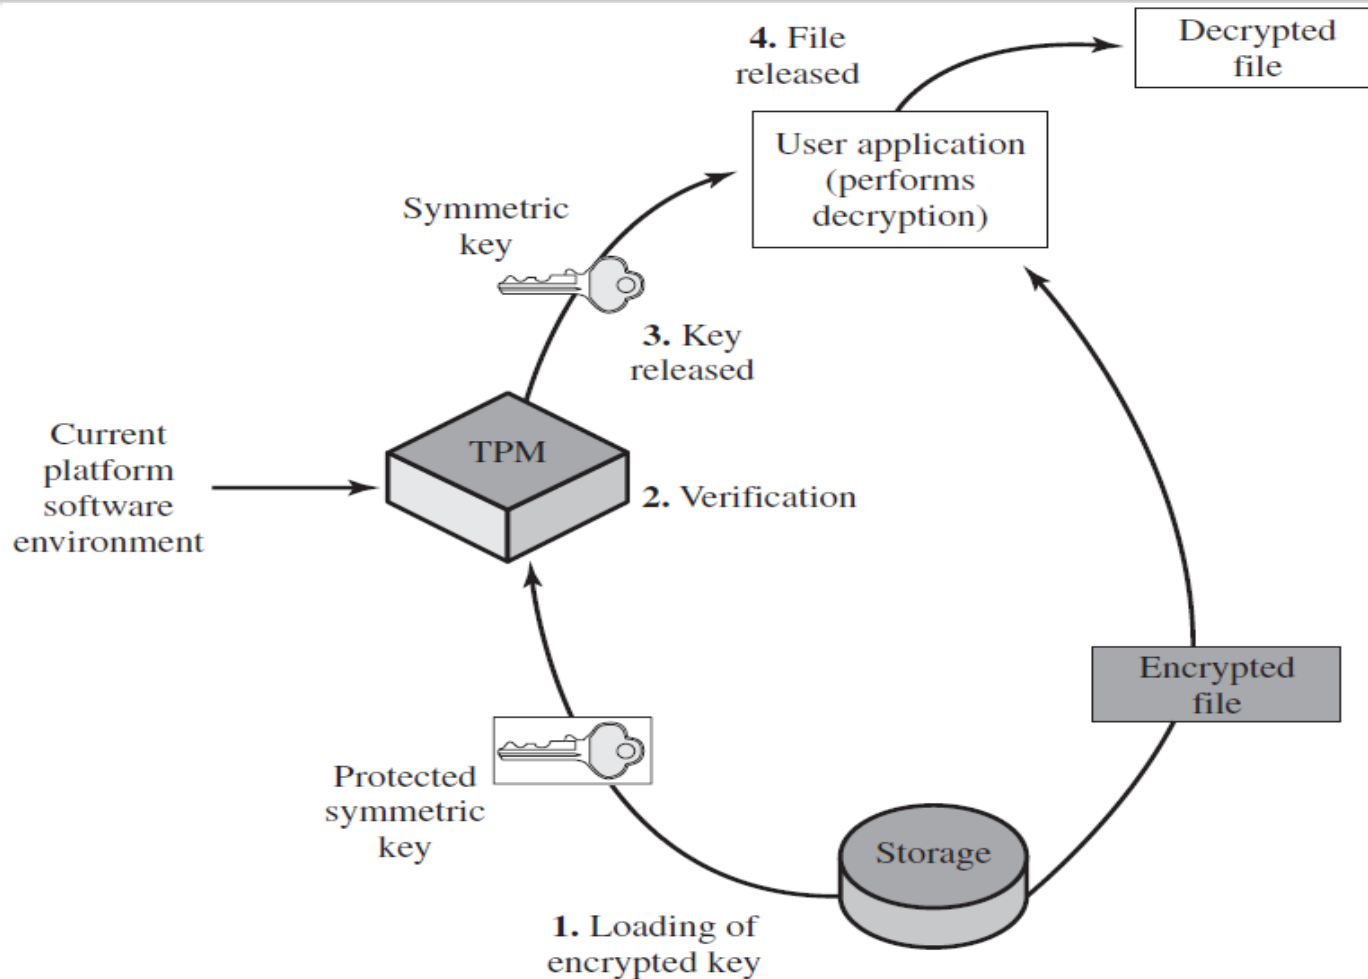 4. File
released
Decrypted
file
User application
(performs
decryption)
Symmetric
key
3. Key
released
Current
platform
software
environment
TPM
2. Verification
Encrypted
file
Protected
symmetric
key
Storage
1. Loading of
encrypted key